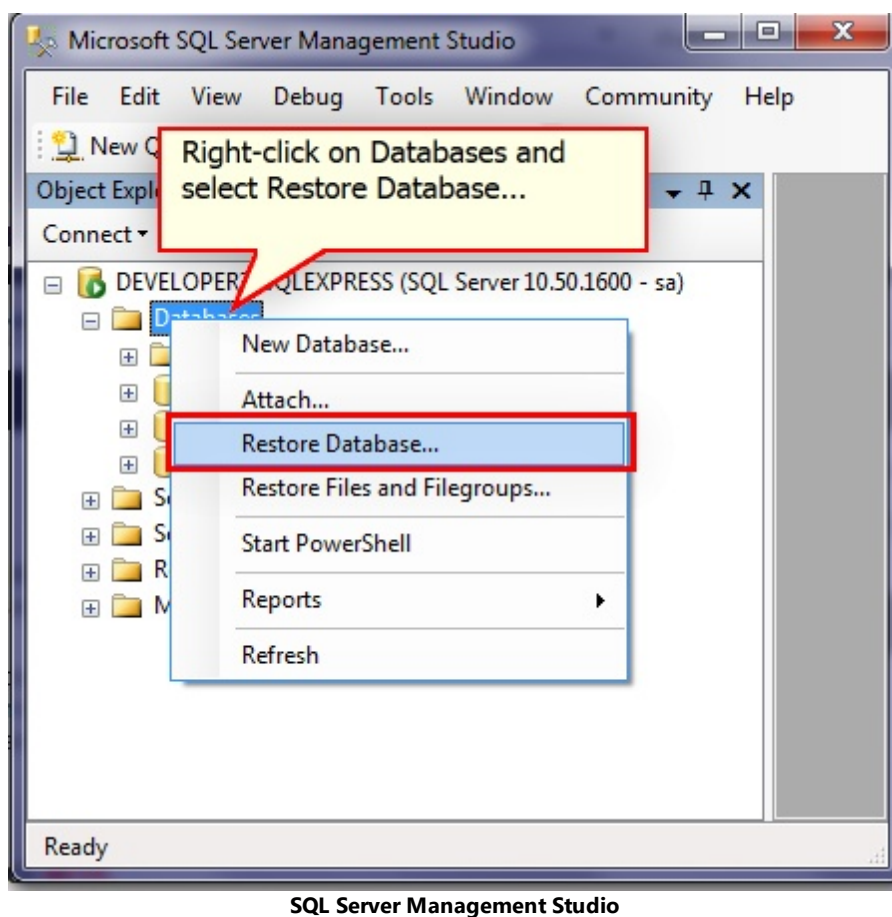 Microsoft SQL Server Management Studio
File Edit View Debug Tools Window Community Help
New Q
Right-click on Databases and
select Restore Database...
Object Expl
Connect
DEVELOPER SQLEXPRESS (SQL Server 10.50.1600 - sa)
Databases
New Database...
Attach...
Restore Database...
Restore Files and Filegroups...
S
S
Start PowerShell
R
Reports
M
Refresh
Ready
SQL Server Management Studio